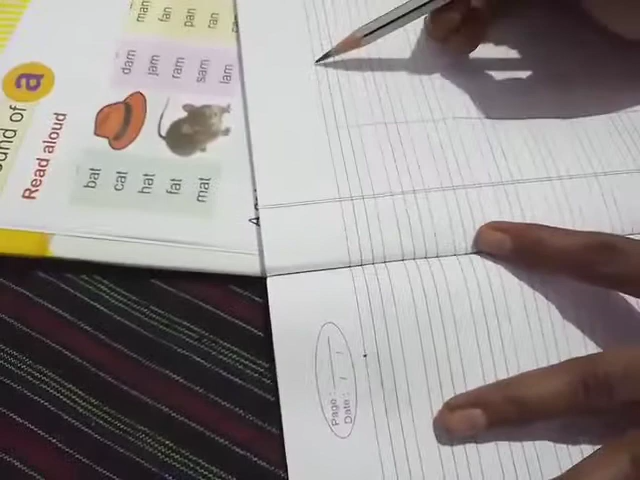 Sound of a
Read aloud
bat
cat
hat
fat
mat
dam
jam
ram
sam
lam
man
fan
pan
ran
Page :
Date : / /